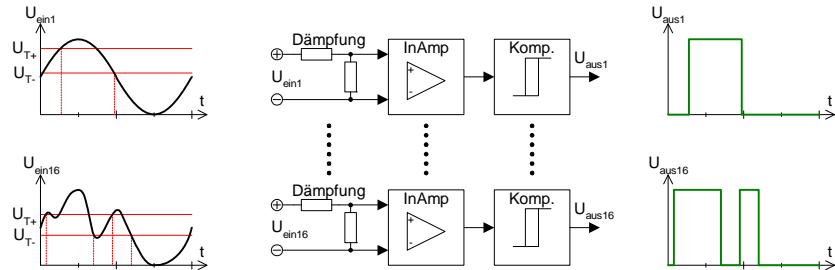 U_ein1
U_T+
U_T-
t
Dämpfung
U_ein1
InAmp
+
-
Komp.
U_aus1
U_aus1
t
U_ein16
U_T+
U_T-
t
Dämpfung
U_ein16
InAmp
+
-
Komp.
U_aus16
U_aus16
t